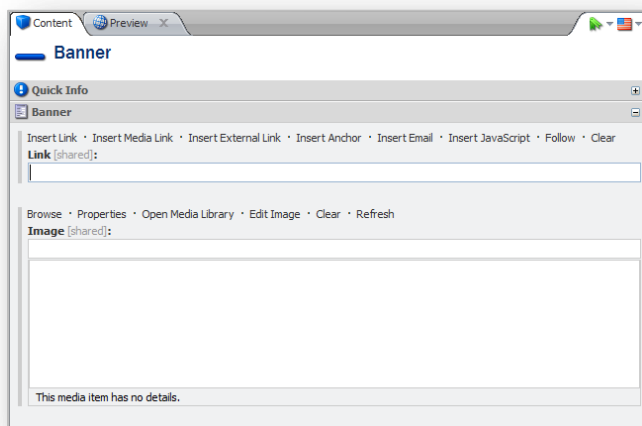 Content Preview
Banner
Quick Info
Banner
Insert Link · Insert Media Link · Insert External Link · Insert Anchor · Insert Email · Insert JavaScript · Follow · Clear
Link [shared]:
Browse · Properties · Open Media Library · Edit Image · Clear · Refresh
Image [shared]:
This media item has no details.